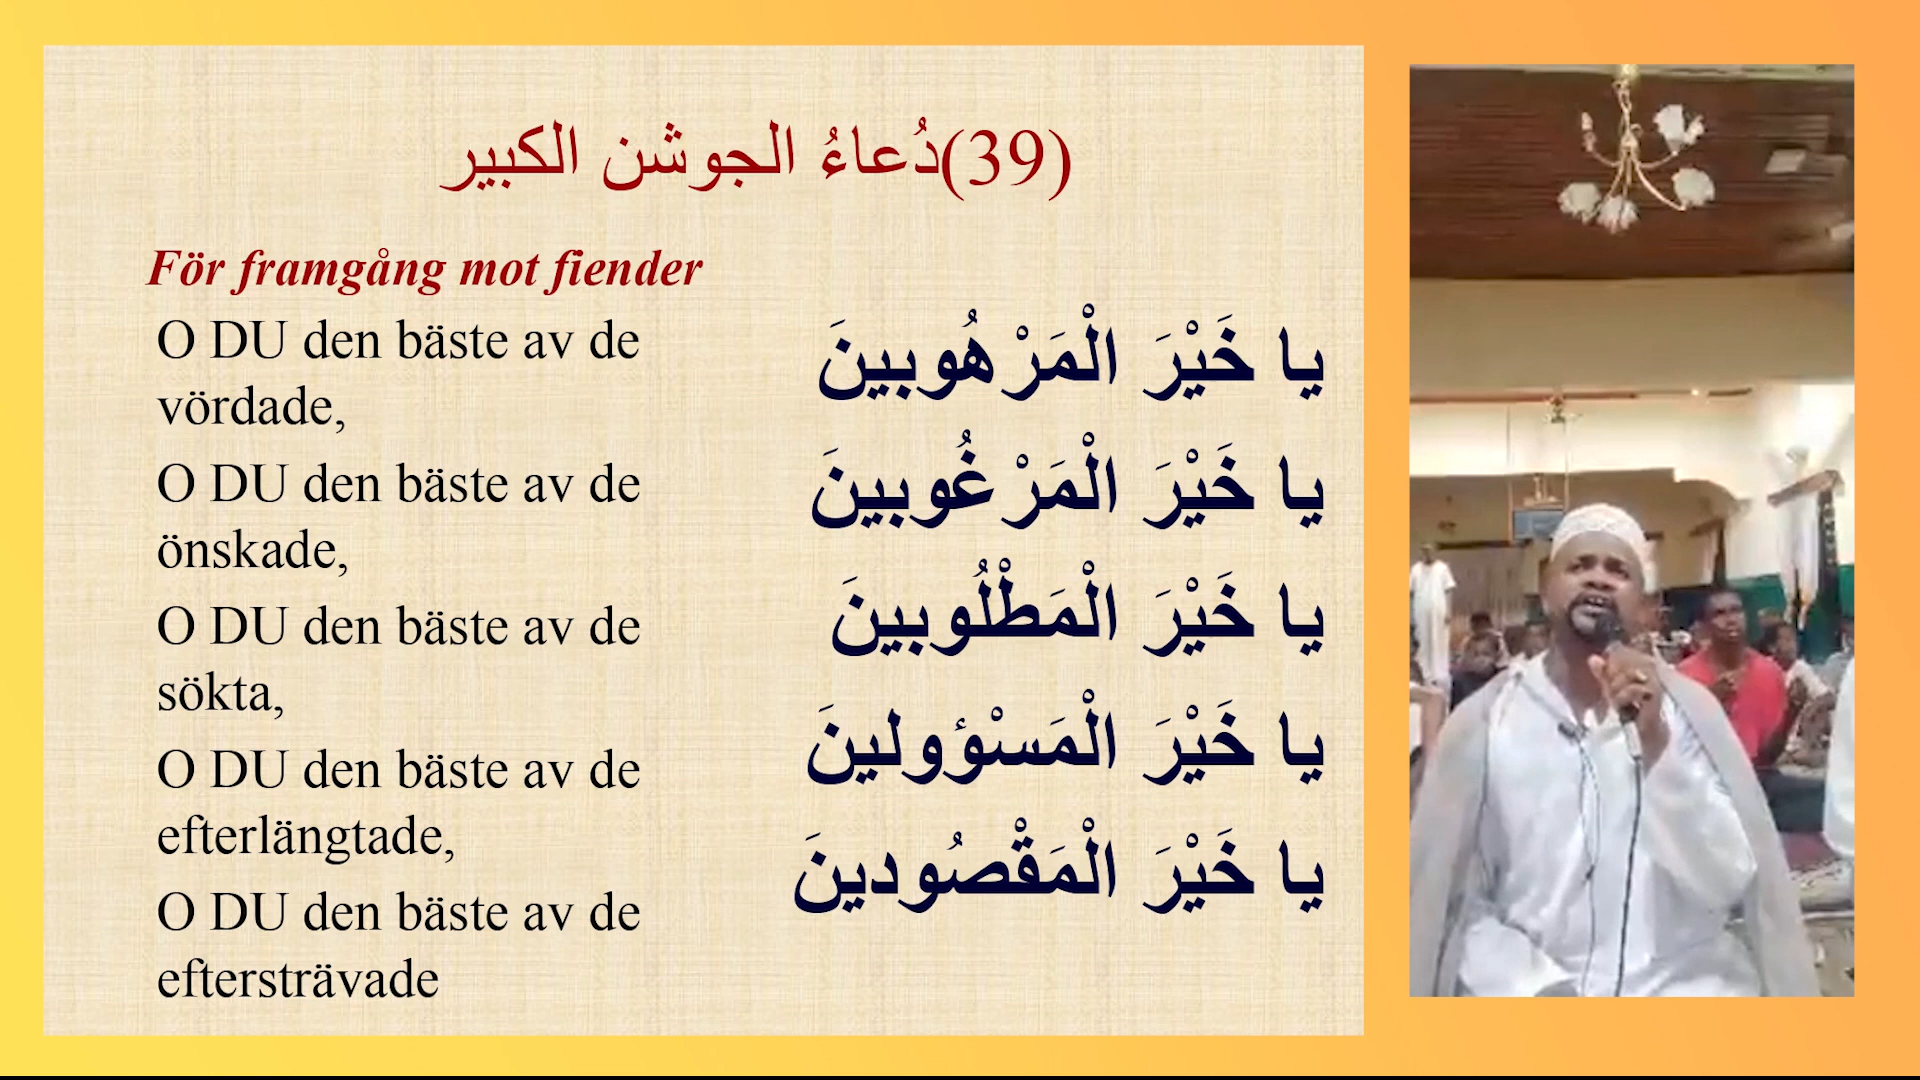 (39)دُعاءُ الجوشن الكبير
För framgång mot fiender
O DU den bäste av de
vördade,
O DU den bäste av de
önskade,
O DU den bäste av de
sökta,
O DU den bäste av de
efterlängtade,
O DU den bäste av de
eftersträvade
يا خَيْرَ الْمَرْهُوبينَ
يا خَيْرَ الْمَرْغُوبينَ
يا خَيْرَ الْمَطْلُوبينَ
يا خَيْرَ الْمَسْؤولينَ
يا خَيْرَ الْمَقْصُودينَ